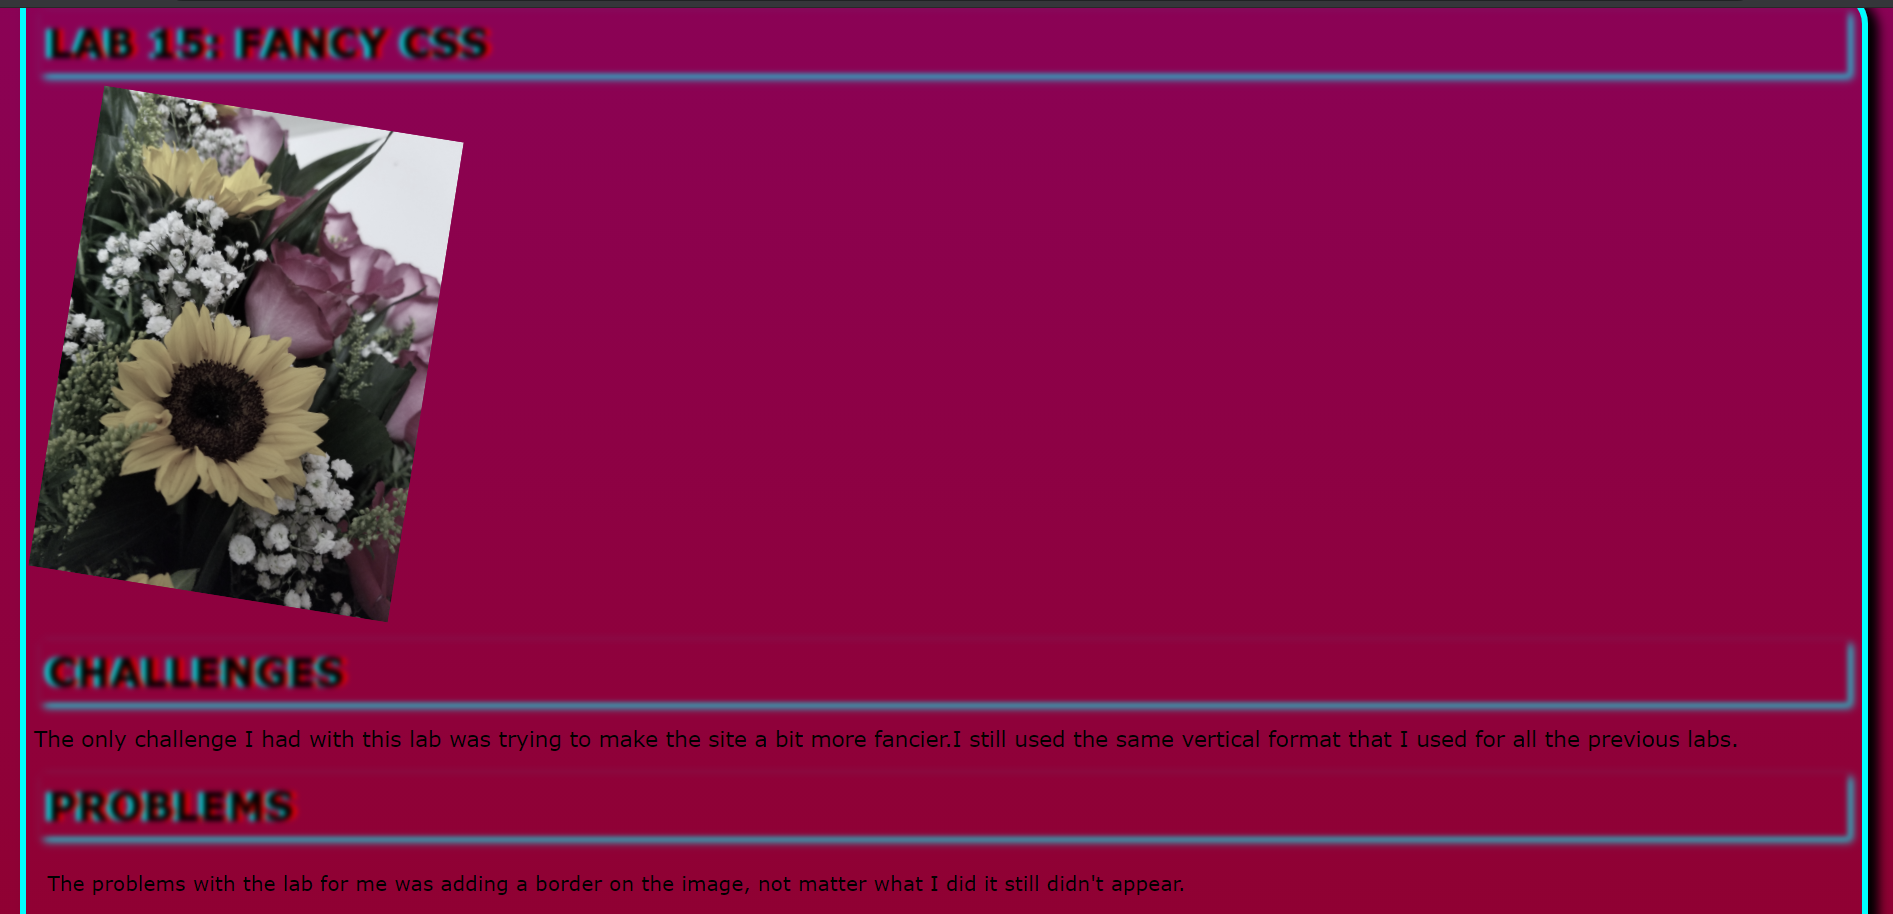 LAB 15: FANCY CSS
CHALLENGES
The only challenge I had with this lab was trying to make the site a bit more fancier.I still used the same vertical format that I used for all the previous labs.
PROBLEMS
The problems with the lab for me was adding a border on the image, not matter what I did it still didn't appear.